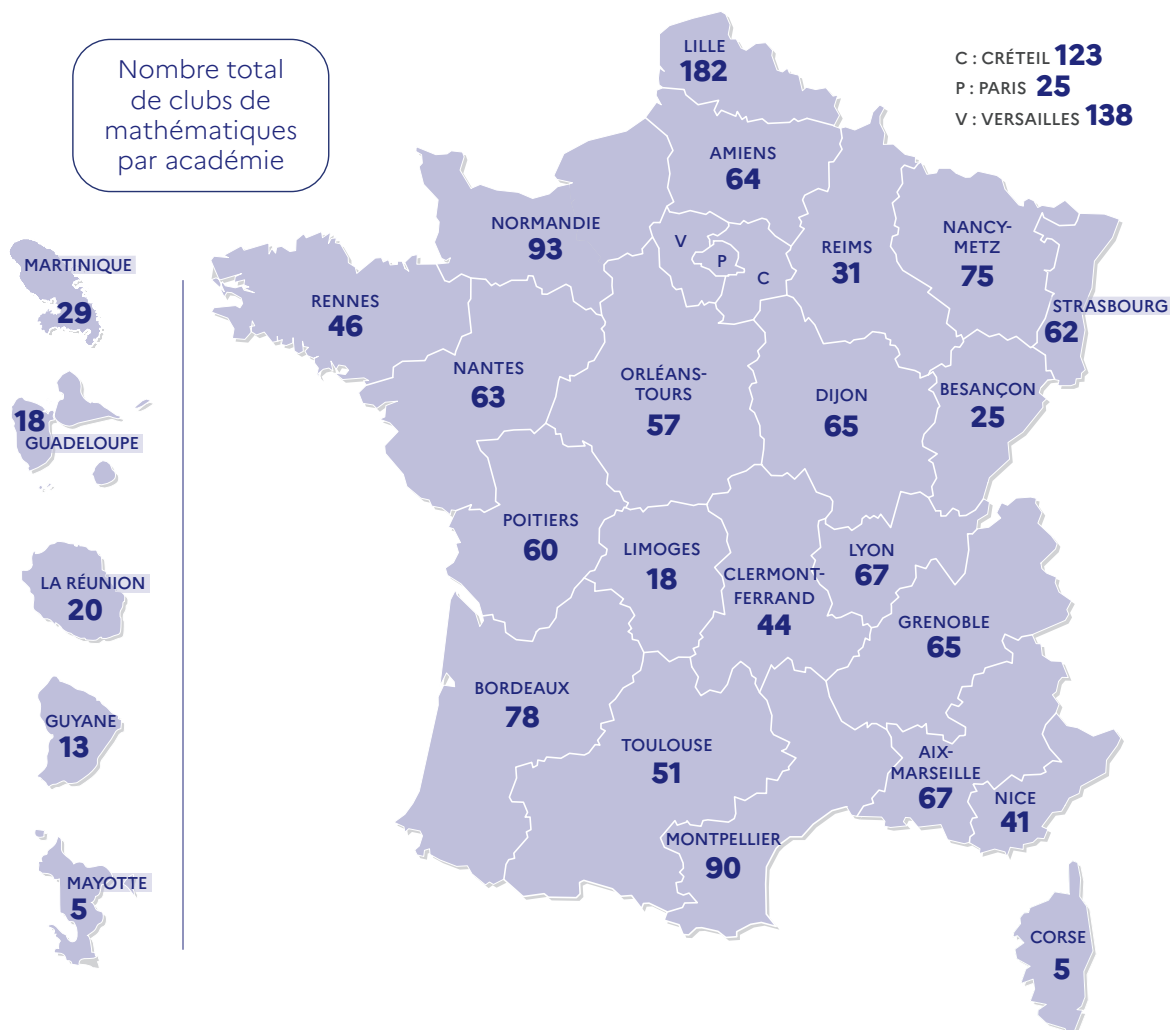 Nombre total
de clubs de
mathématiques
par académie
C : CRÉTEIL 123
P : PARIS 25
V : VERSAILLES 138
LILLE
182
AMIENS
64
NORMANDIE
93
V
P
C
REIMS
31
NANCY-
METZ
75
STRASBOURG
62
RENNES
46
NANTES
63
ORLÉANS-
TOURS
57
DIJON
65
BESANÇON
25
POITIERS
60
LIMOGES
18
CLERMONT-
FERRAND
44
LYON
67
GRENOBLE
65
BORDEAUX
78
TOULOUSE
51
MONTPELLIER
90
AIX-
MARSEILLE
67
NICE
41
CORSE
5
MARTINIQUE
29
18
GUADELOUPE
LA RÉUNION
20
GUYANE
13
MAYOTTE
5